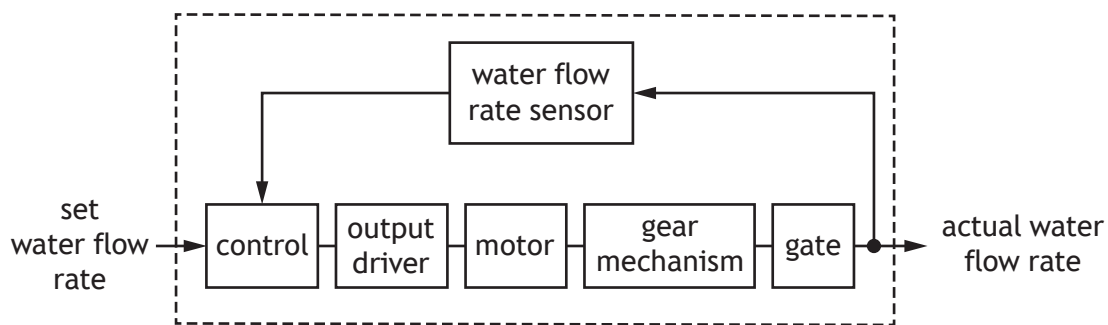 water flow
rate sensor
set
water flow
rate
control
output
driver
motor
gear
mechanism
gate
actual water
flow rate